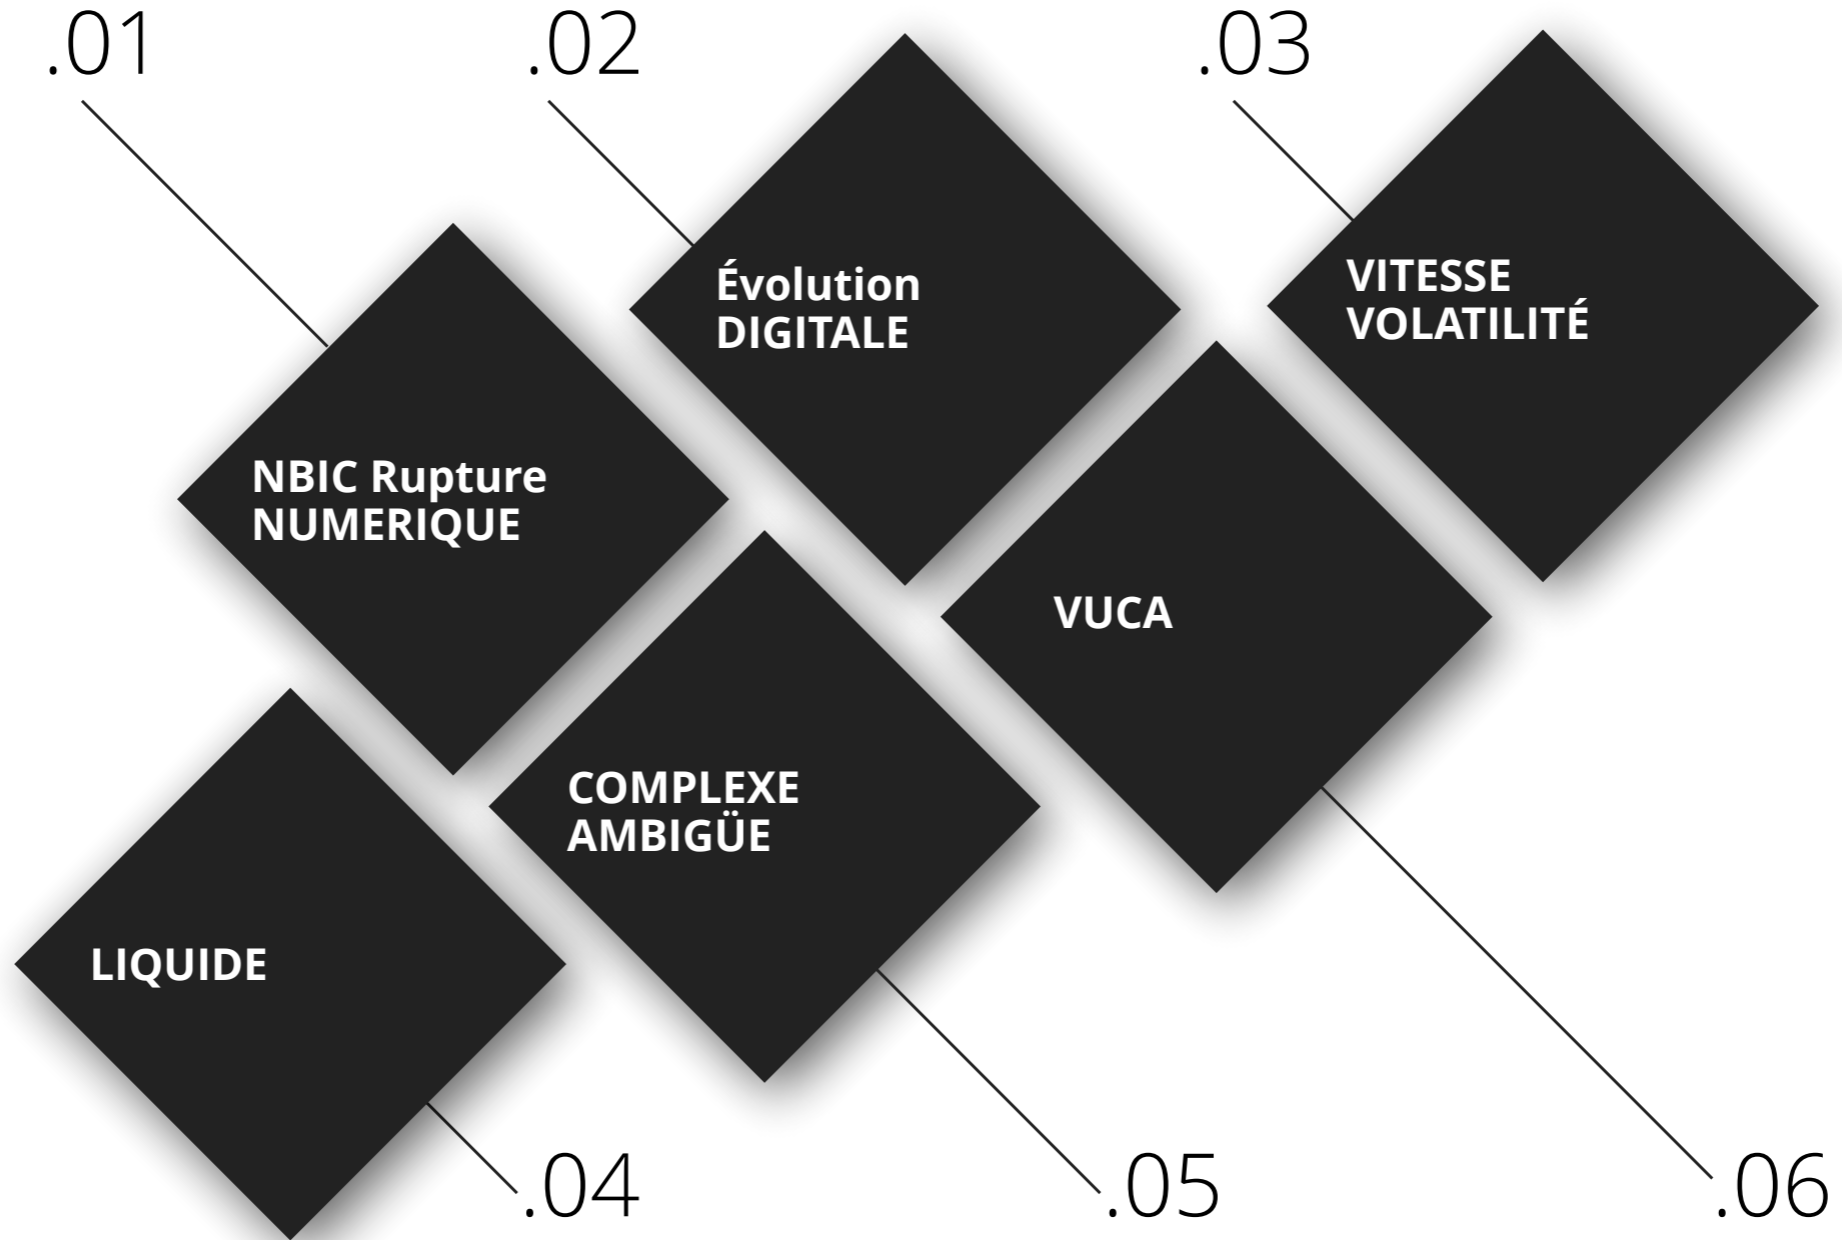 .01
.02
.03
Évolution
DIGITALE
VITESSE
VOLATILITÉ
NBIC Rupture
NUMERIQUE
VUCA
COMPLEXE
AMBIGÜE
LIQUIDE
.04
.05
.06